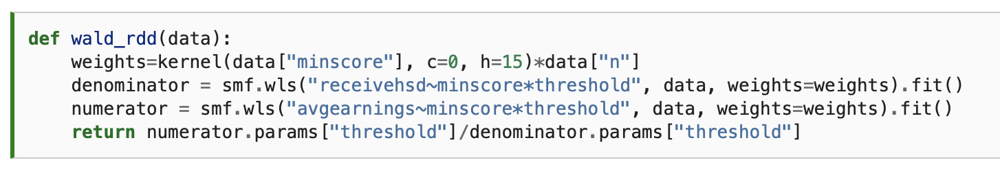 def wald_rdd(data):
    weights=kernel(data["minscore"], c=0, h=15)*data["n"]
    denominator = smf.wls("receivehsd~minscore*threshold", data, weights=weights).fit()
    numerator = smf.wls("avgearnings~minscore*threshold", data, weights=weights).fit()
    return numerator.params["threshold"]/denominator.params["threshold"]